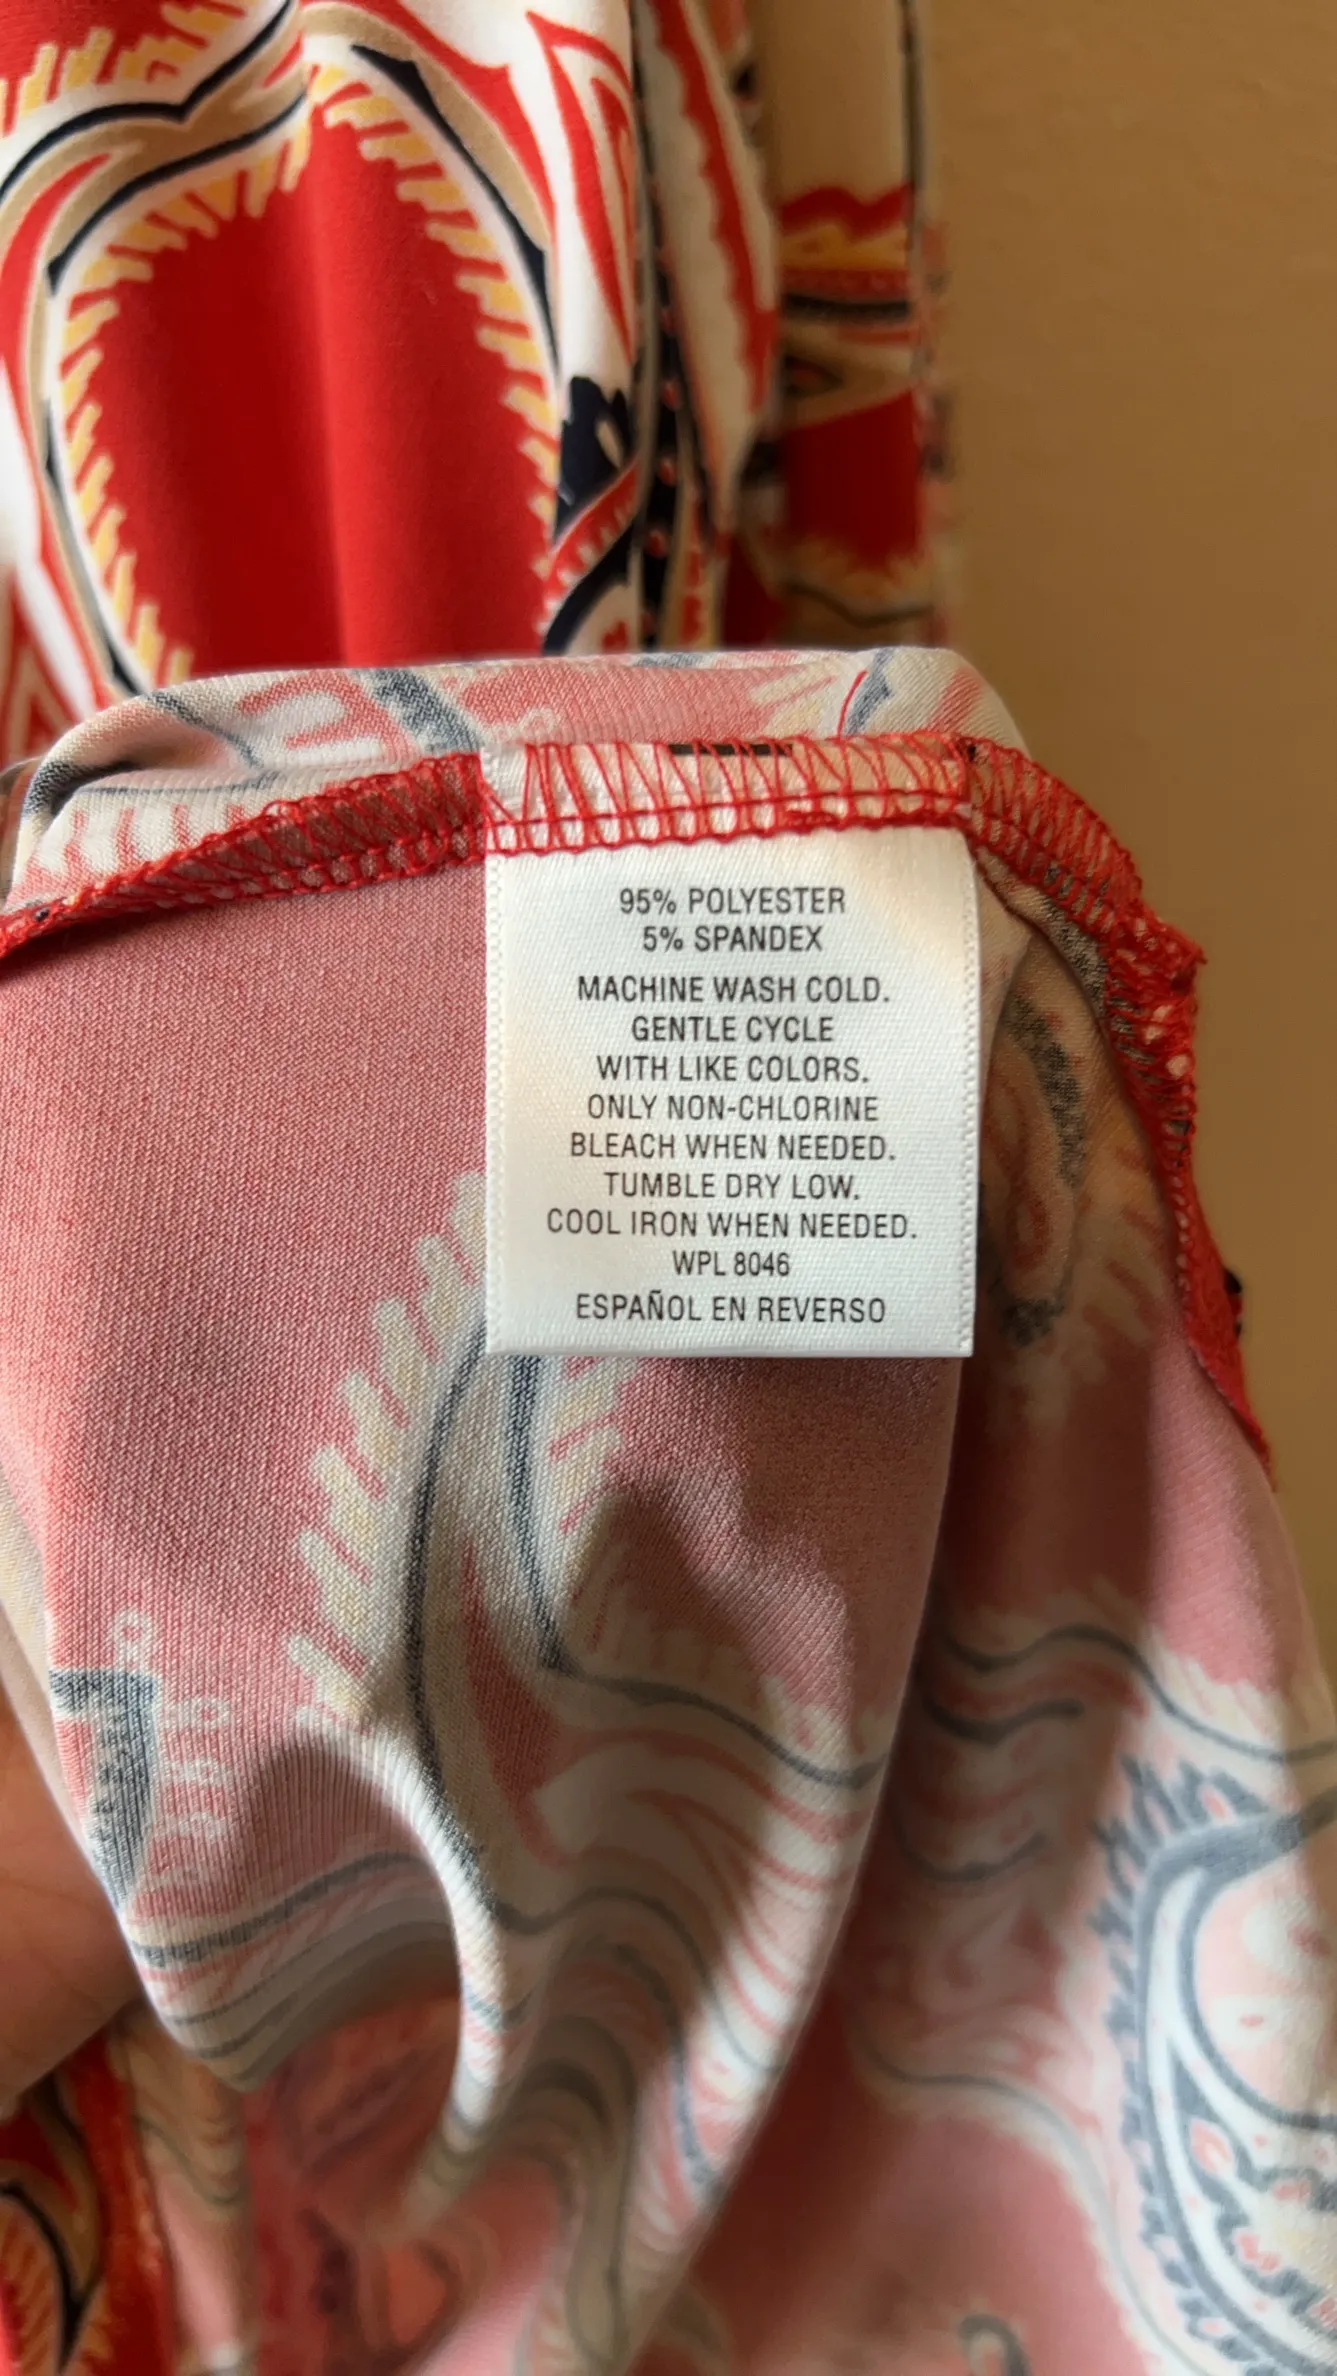 95% POLYESTER
5% SPANDEX
MACHINE WASH COLD.
GENTLE CYCLE
WITH LIKE COLORS.
ONLY NON-CHLORINE
BLEACH WHEN NEEDED.
TUMBLE DRY LOW.
COOL IRON WHEN NEEDED.
WPL 8046
ESPAÑOL EN REVERSO